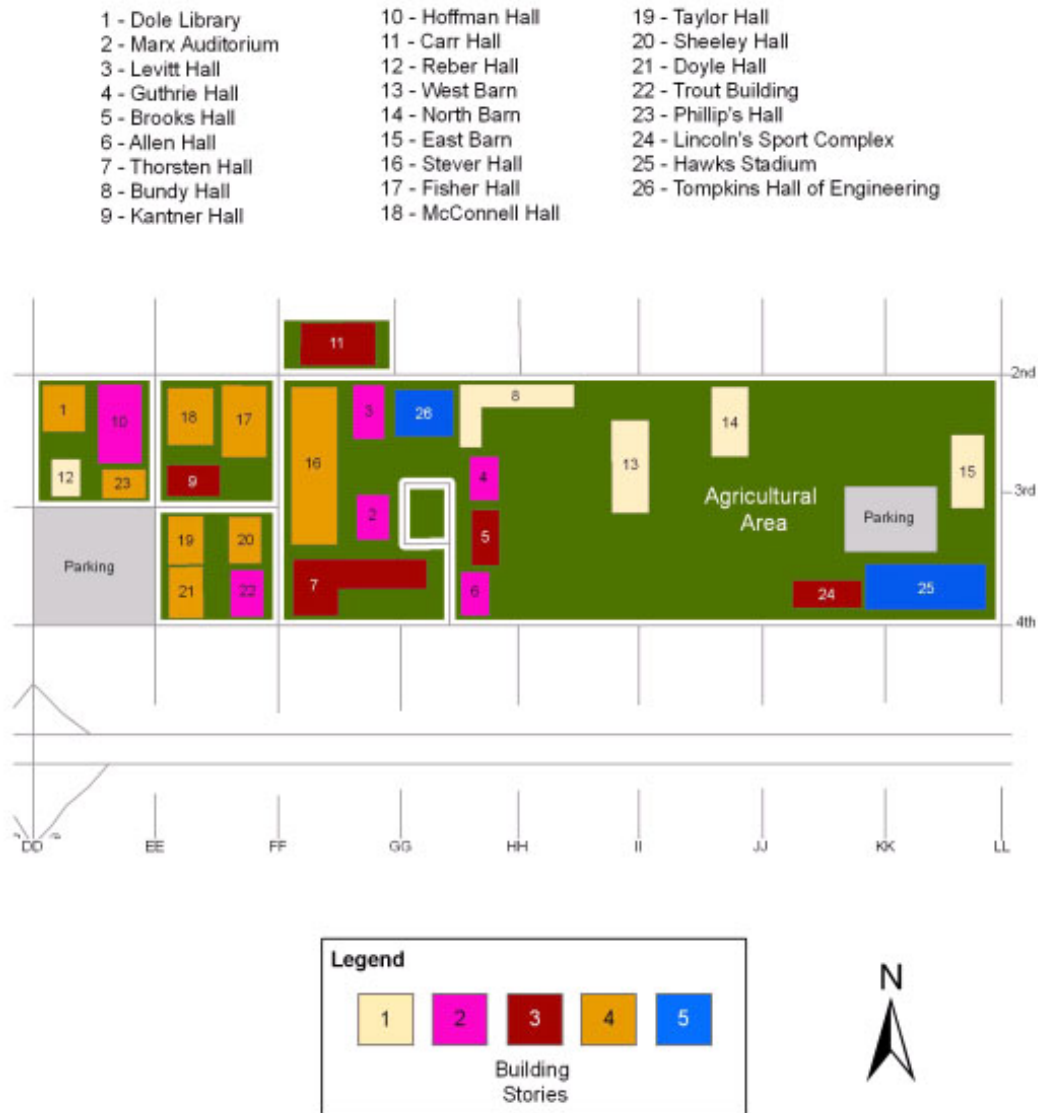 1 - Dole Library
2 - Marx Auditorium
3 - Levitt Hall
4 - Guthrie Hall
5 - Brooks Hall
6 - Allen Hall
7 - Thorsten Hall
8 - Bundy Hall
9 - Kantner Hall
10 - Hoffman Hall
11 - Carr Hall
12 - Reber Hall
13 - West Barn
14 - North Barn
15 - East Barn
16 - Stever Hall
17 - Fisher Hall
18 - McConnell Hall
19 - Taylor Hall
20 - Sheeley Hall
21 - Doyle Hall
22 - Trout Building
23 - Phillip's Hall
24 - Lincoln's Sport Complex
25 - Hawks Stadium
26 - Tompkins Hall of Engineering
11
2nd
1
10
18
17
16
3
26
8
14
13
15
12
23
9
4
2
5
Agricultural
Area
Parking
3rd
Parking
19
20
21
22
7
6
24
25
4th
DD
EE
FF
GG
HH
II
JJ
KK
LL
Legend
1
2
3
4
5
Building
Stories
N